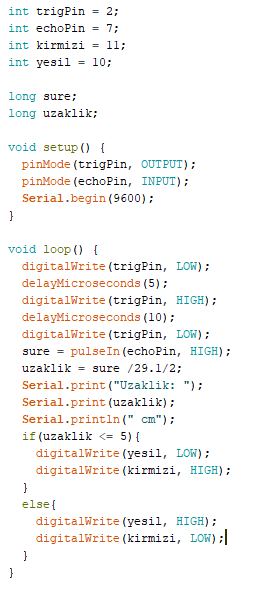 int trigPin = 2;
int echoPin = 7;
int kirmizi = 11;
int yesil = 10;

long sure;
long uzaklik;

void setup() {
  pinMode(trigPin, OUTPUT);
  pinMode(echoPin, INPUT);
  Serial.begin(9600);
}

void loop() {
  digitalWrite(trigPin, LOW);
  delayMicroseconds(5);
  digitalWrite(trigPin, HIGH);
  delayMicroseconds(10);
  digitalWrite(trigPin, LOW);
  sure = pulseIn(echoPin, HIGH);
  uzaklik = sure /29.1/2;
  Serial.print("Uzaklik: ");
  Serial.print(uzaklik);
  Serial.println(" cm");
  if(uzaklik <= 5){
    digitalWrite(yesil, LOW);
    digitalWrite(kirmizi, HIGH);
  }
  else{
    digitalWrite(yesil, HIGH);
    digitalWrite(kirmizi, LOW);
  }
}